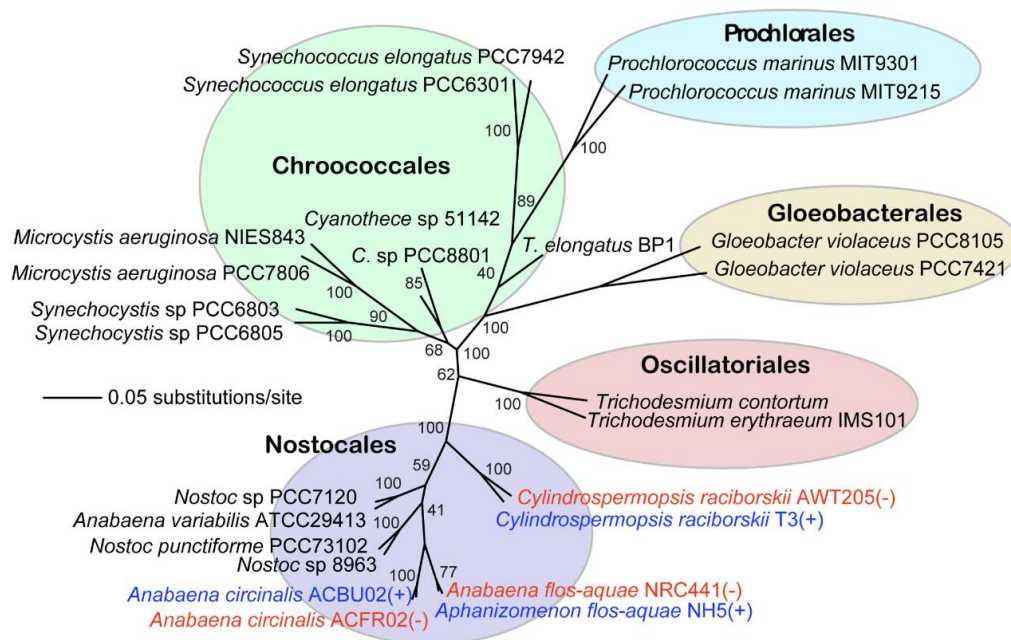 Prochlorales
Synechococcus elongatus PCC7942
Prochlorococcus marinus MIT9301
Synechococcus elongatus PCC6301
Prochlorococcus marinus MIT9215
100
100
Chroococcales
89
Gloeobacterales
Cyanothece sp 51142
Microcystis aeruginosa NIES843
T. elongatus BP1
Gloeobacter violaceus PCC8105
C. sp PCC8801
Gloeobacter violaceus PCC7421
Microcystis aeruginosa PCC7806
40
85
100
Synechocystis sp PCC6803
90
100
Synechocystis sp PCC6805
100
68
100
Oscillatoriales
62
0.05 substitutions/site
100
Trichodesmium contortum
Trichodesmium erythraeum IMS101
100
Nostocales
59
100
100
Nostoc sp PCC7120
Cylindrospermopsis raciborskii AWT205(-)
Anabaena variabilis ATCC29413
41
Cylindrospermopsis raciborskii T3(+)
100
Nostoc punctiforme PCC73102
Nostoc sp 8963
100
77
Anabaena circinalis ACBU02(+)
Anabaena flos-aquae NRC441(-)
Aphanizomenon flos-aquae NH5(+)
Anabaena circinalis ACFR02(-)